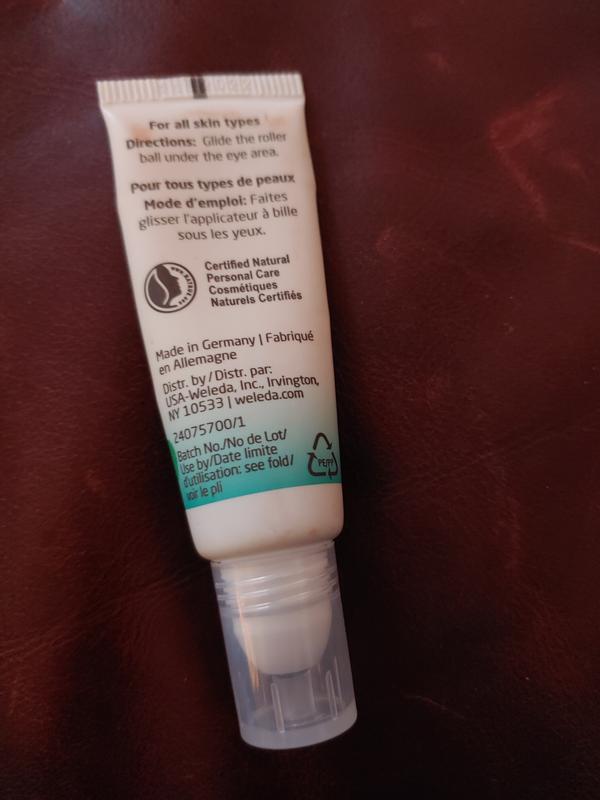 For all skin types
Directions: Glide the roller
ball under the eye area.
Pour tous types de peaux
Mode d'emploi: Faites
glisser l'applicateur à bille
sous les yeux.
Certified Natural
Personal Care
Cosmétiques
Naturels Certifiés
Made in Germany | Fabriqué
en Allemagne
Distr. by / Distr. par:
USA-Weleda, Inc., Irvington,
NY 10533 | weleda.com
24075700/1
Batch No./No de Lot/
Use by/Date limite
d'utilisation: see fold/
voir le pli
PE/PP